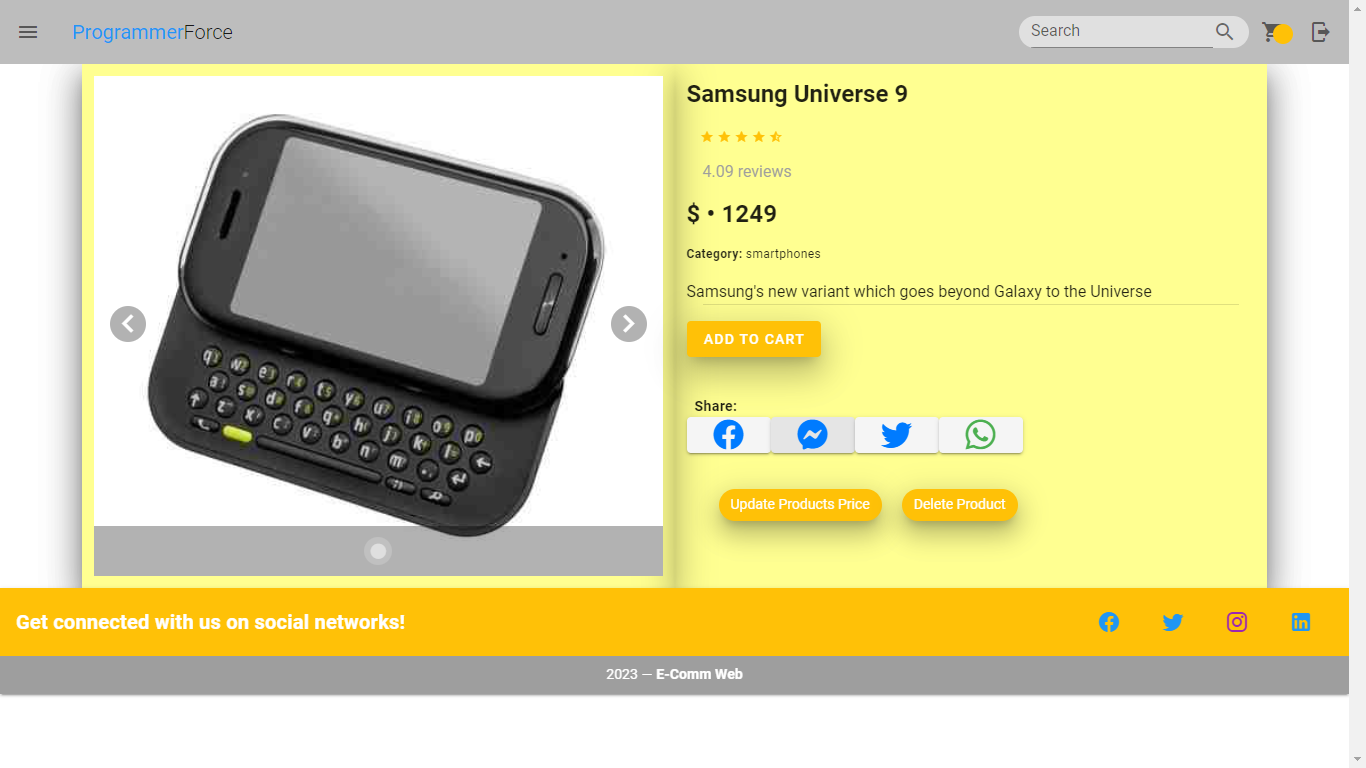 ProgrammerForce
Search
Samsung Universe 9
4.09 reviews
$ • 1249
Category: smartphones
Samsung's new variant which goes beyond Galaxy to the Universe
ADD TO CART
Share:
Update Products Price
Delete Product
q w e r t y u i o p
a s d f g h j k l
z x c v b n m
Get connected with us on social networks!
2023 — E-Comm Web